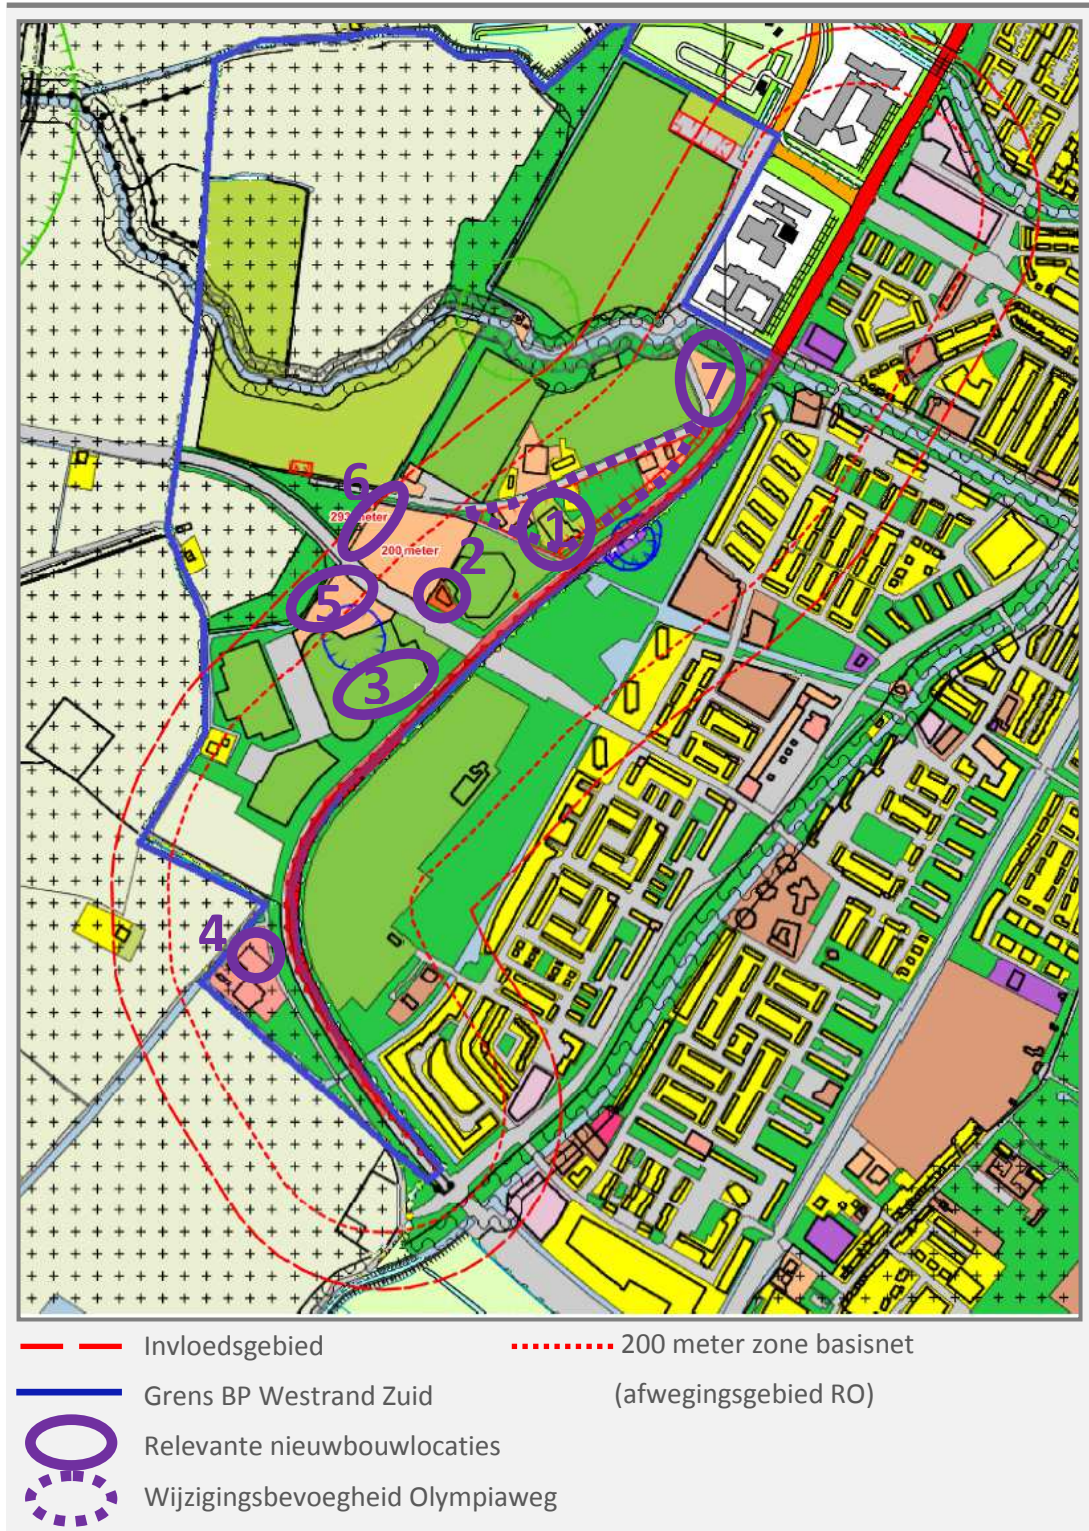 7
6
293 meter
1
200 meter
2
5
3
4
Invloedsgebied
200 meter zone basisnet
Grens BP Westrand Zuid
(afwegingsgebied RO)
Relevante nieuwbouwlocaties
Wijzigingsbevoegheid Olympiaweg